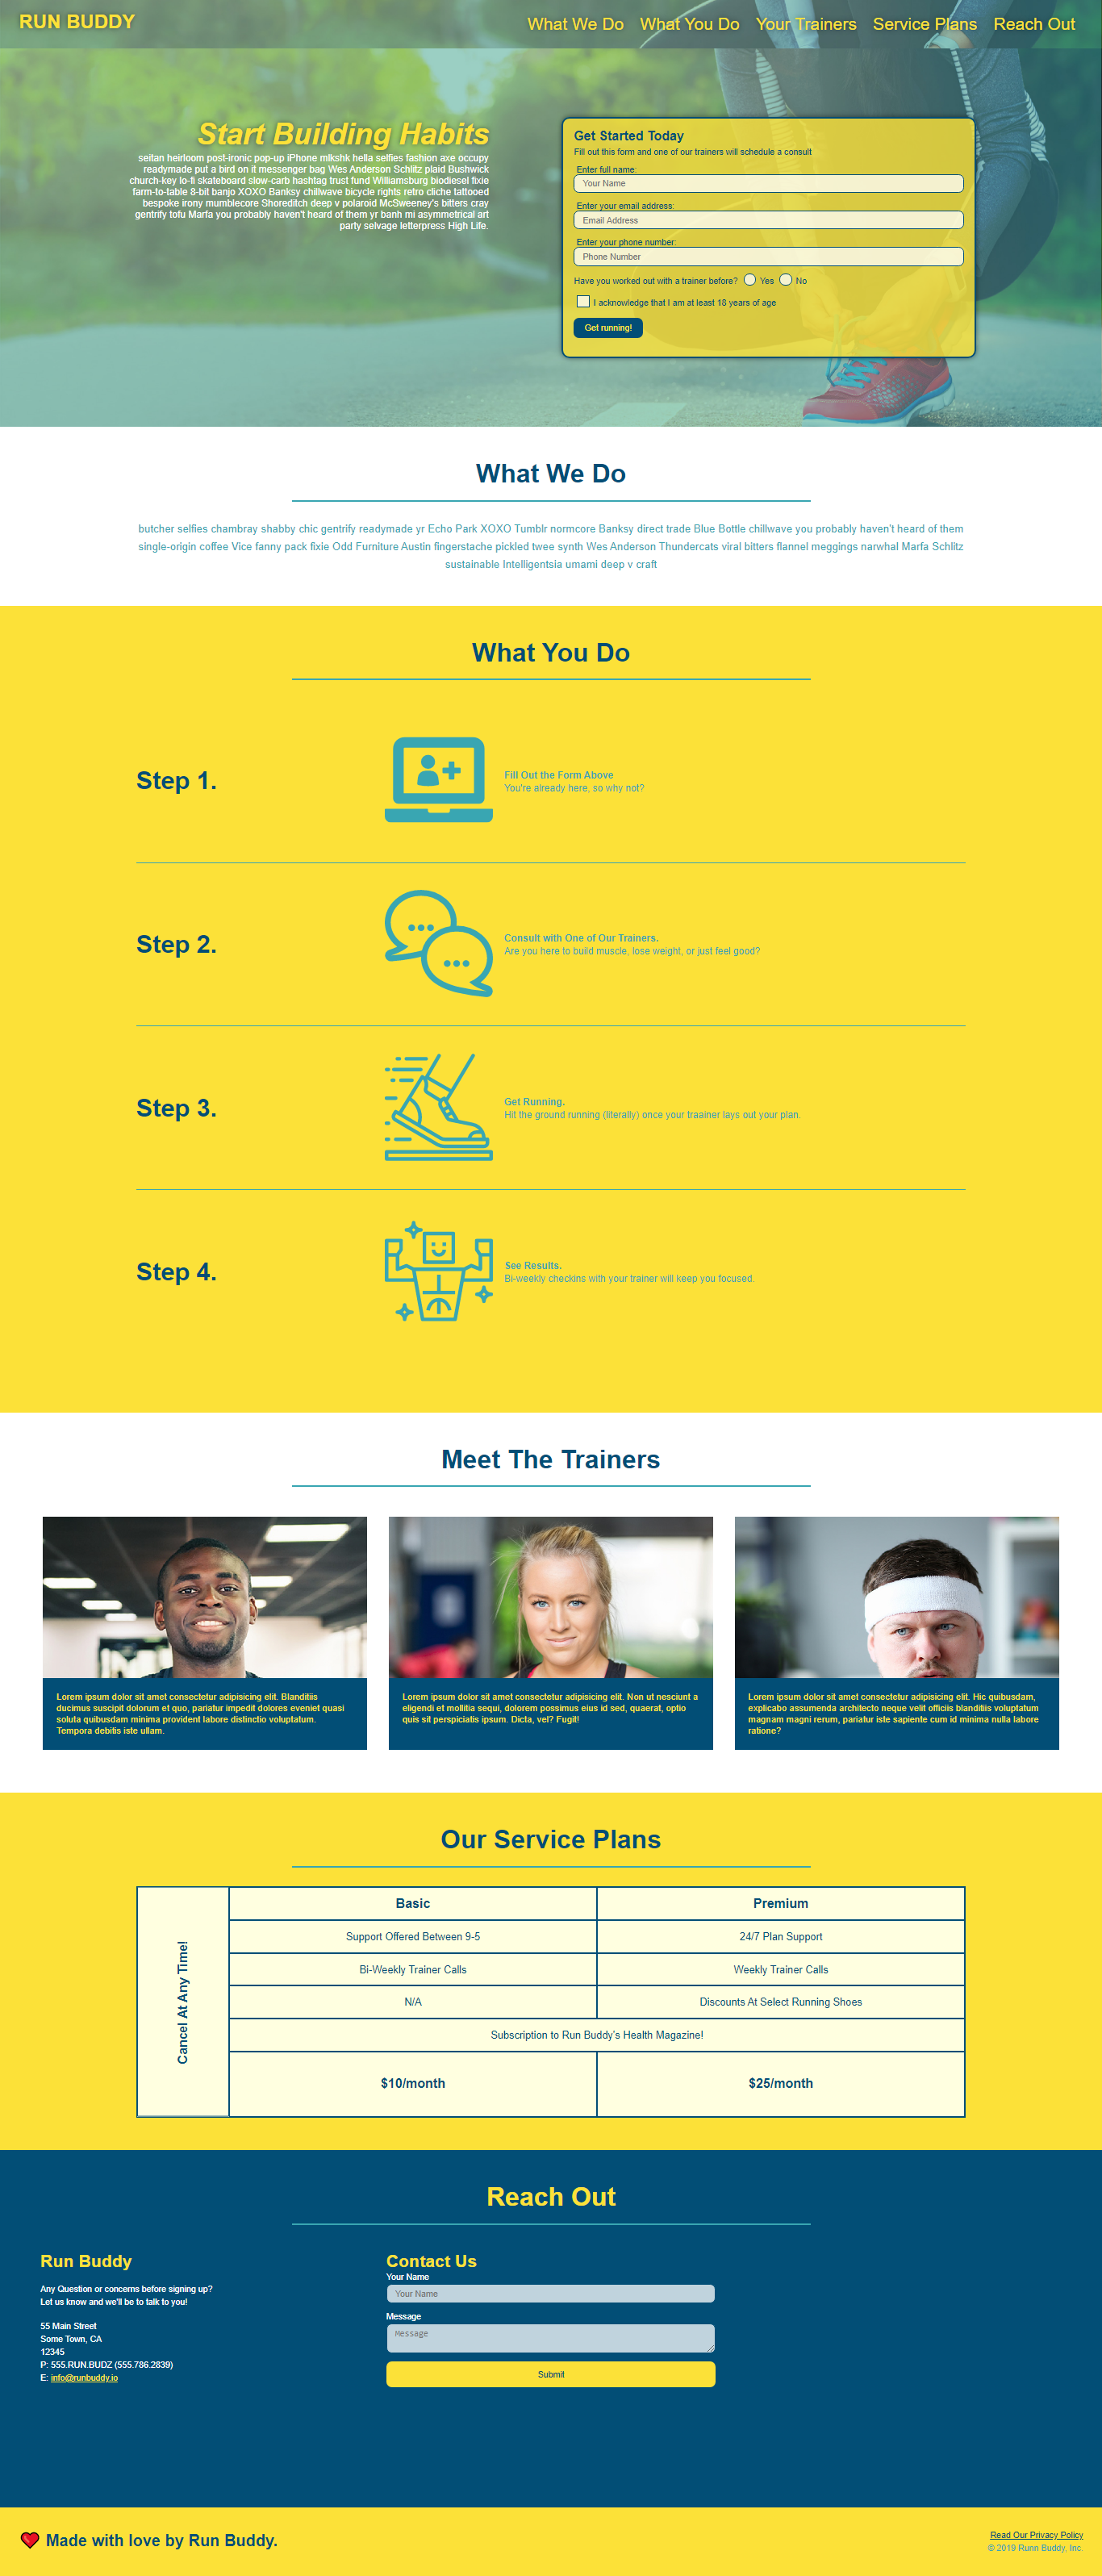 RUN BUDDY
What We Do What You Do Your Trainers Service Plans Reach Out
Start Building Habits
seitan heirloom post-ironic pop-up iPhone mlkshk hella selfies fashion axe occupy
readymade put a bird on it messenger bag Wes Anderson Schlitz plaid Bushwick
church-key lo-fi skateboard slow-carb hashtag trust fund Williamsburg biodiesel fixie
farm-to-table 8-bit banjo XOXO Banksy chillwave bicycle rights retro cliche tattooed
bespoke irony mumblecore Shoreditch deep v polaroid McSweeney's bitters cray
gentrify tofu Marfa you probably haven't heard of them yr banh mi asymmetrical art
party selvage letterpress High Life.
Get Started Today
Fill out this form and one of our trainers will schedule a consult
Enter full name:
Your Name
Enter your email address:
Email Address
Enter your phone number:
Phone Number
Have you worked out with a trainer before? Yes No
I acknowledge that I am at least 18 years of age
Get running!
What We Do
butcher selfies chambray shabby chic gentrify readymade yr Echo Park XOXO Tumblr normcore Banksy direct trade Blue Bottle chillwave you probably haven't heard of them
single-origin coffee Vice fanny pack fixie Odd Furniture Austin fingerstache pickled twee synth Wes Anderson Thundercats viral bitters flannel meggings narwhal Marfa Schlitz
sustainable Intelligentsia umami deep v craft
What You Do
Step 1.
Fill Out the Form Above
You're already here, so why not?
Step 2.
Consult with One of Our Trainers.
Are you here to build muscle, lose weight, or just feel good?
Step 3.
Get Running.
Hit the ground running (literally) once your traainer lays out your plan.
Step 4.
See Results.
Bi-weekly checkins with your trainer will keep you focused.
Meet The Trainers
Lorem ipsum dolor sit amet consectetur adipisicing elit. Blanditiis
ducimus suscipit dolorum et quo, pariatur impedit dolores eveniet quasi
soluta quibusdam minima provident labore distinctio voluptatum.
Tempora debitis iste ullam.
Lorem ipsum dolor sit amet consectetur adipisicing elit. Non ut nesciunt a
eligendi et mollitia sequi, dolorem possimus eius id sed, quaerat, optio
quis sit perspiciatis ipsum. Dicta, vel? Fugit!
Lorem ipsum dolor sit amet consectetur adipisicing elit. Hic quibusdam,
explicabo assumenda architecto neque velit officiis blanditiis voluptatum
magnam magni rerum, pariatur iste sapiente cum id minima nulla labore
ratione?
Our Service Plans
Cancel At Any Time!
Basic Premium
Support Offered Between 9-5 24/7 Plan Support
Bi-Weekly Trainer Calls Weekly Trainer Calls
N/A Discounts At Select Running Shoes
Subscription to Run Buddy's Health Magazine!
$10/month $25/month
Reach Out
Run Buddy
Any Question or concerns before signing up?
Let us know and we'll be to talk to you!
55 Main Street
Some Town, CA
12345
P: 555.RUN.BUDZ (555.786.2839)
E: info@runbuddy.io
Contact Us
Your Name
Your Name
Message
Message
Submit
Made with love by Run Buddy.
Read Our Privacy Policy
© 2019 Runn Buddy, Inc.